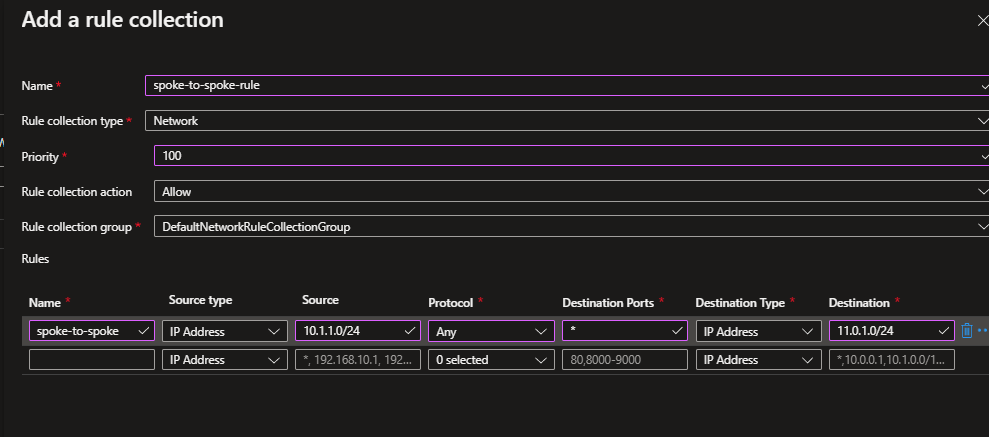 Add a rule collection
Name * spoke-to-spoke-rule
Rule collection type * Network
Priority * 100
Rule collection action Allow
Rule collection group * DefaultNetworkRuleCollectionGroup
Rules
Name * Source type Source Protocol * Destination Ports * Destination Type * Destination *
spoke-to-spoke IP Address 10.1.1.0/24 Any * IP Address 11.0.1.0/24
IP Address *, 192.168.10.1, 192... 0 selected 80,8000-9000 IP Address *,10.0.0.1,10.1.0.0/1...